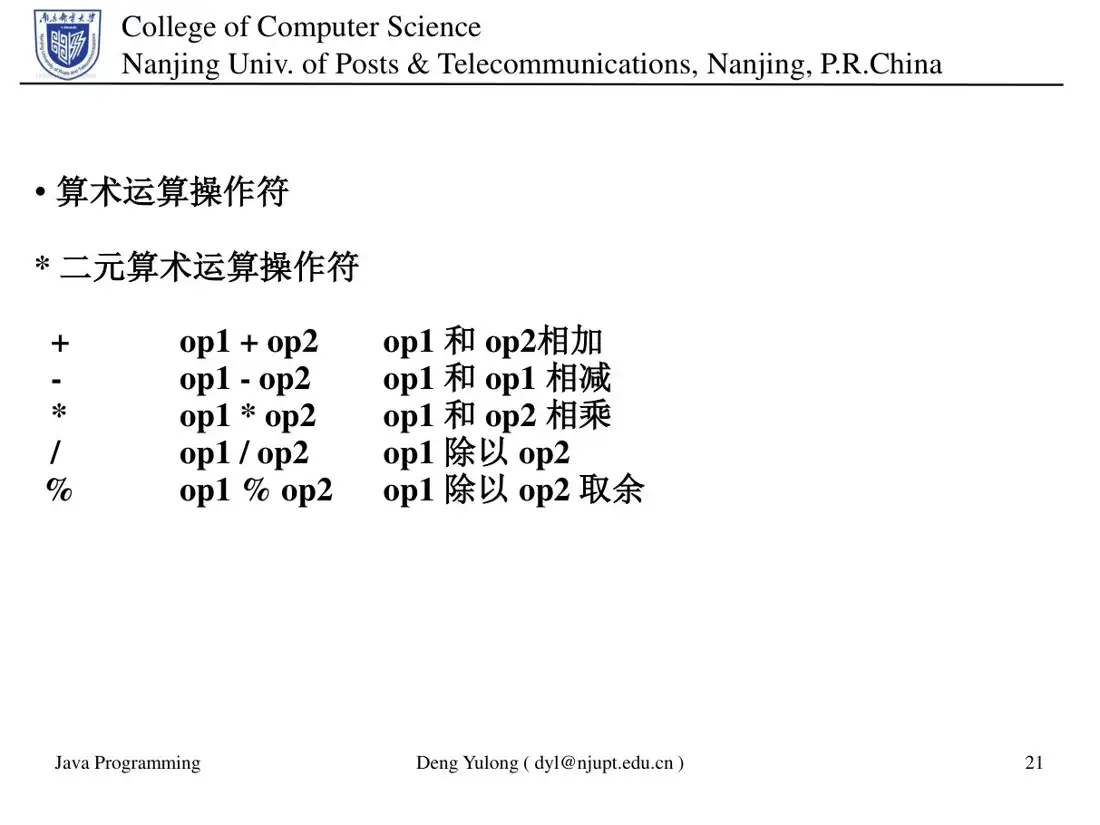 College of Computer Science
Nanjing Univ. of Posts & Telecommunications, Nanjing, P.R.China
• 算术运算操作符
* 二元算术运算操作符
+ op1 + op2 op1 和 op2相加
- op1 - op2 op1 和 op1 相减
* op1 * op2 op1 和 op2 相乘
/ op1 / op2 op1 除以 op2
% op1 % op2 op1 除以 op2 取余
Java Programming Deng Yulong ( dyl@njupt.edu.cn ) 21